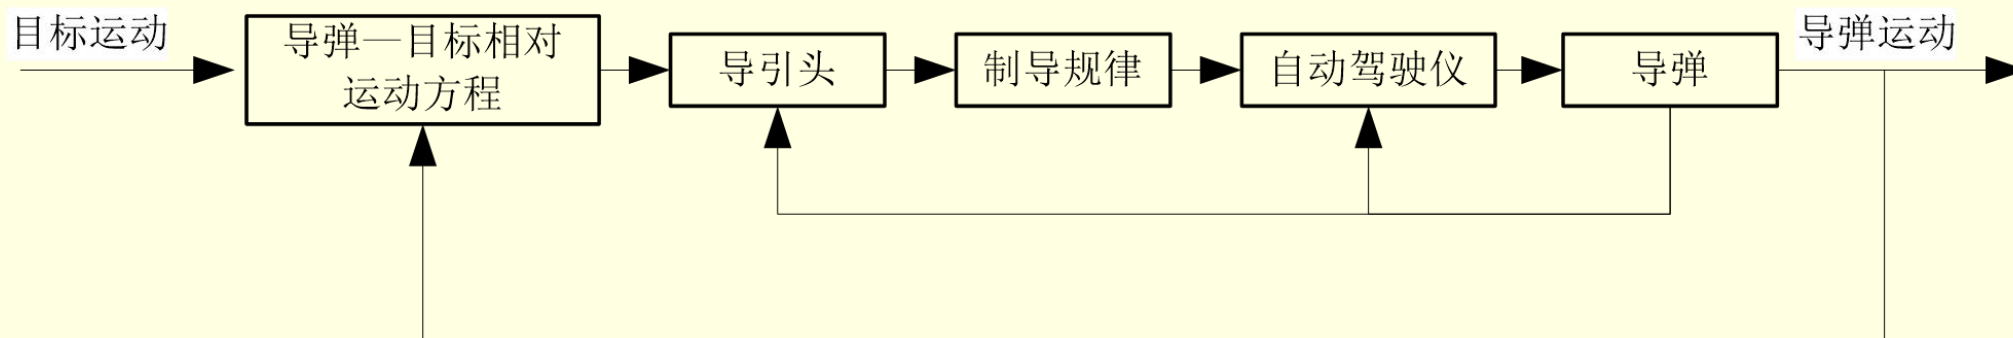 目标运动
导弹—目标相对
运动方程
导引头
制导规律
自动驾驶仪
导弹
导弹运动